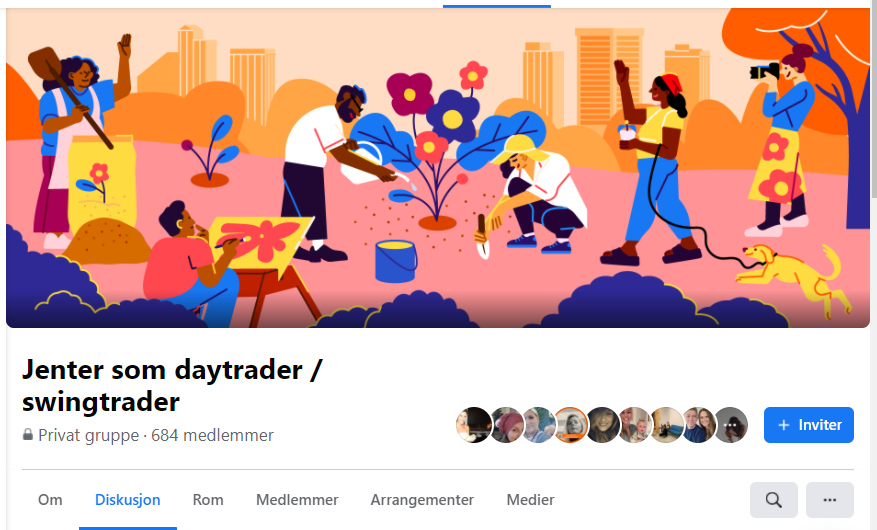 Jenter som daytrader /
swingtrader
Privat gruppe · 684 medlemmer
+ Inviter
Om Diskusjon Rom Medlemmer Arrangementer Medier